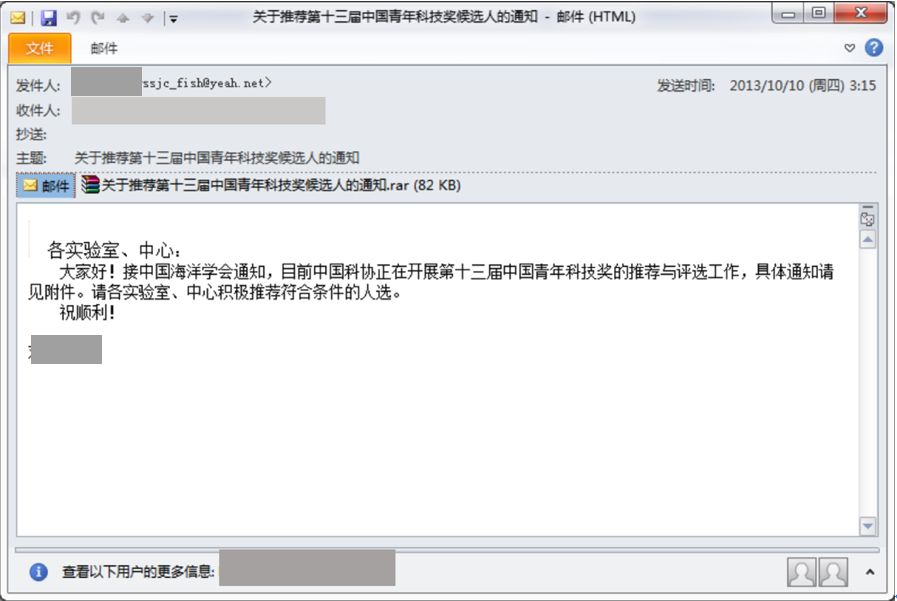 关于推荐第十三届中国青年科技奖候选人的通知 - 邮件 (HTML)
文件 邮件
发件人: ssjc_fish@yeah.net>
发送时间: 2013/10/10 (周四) 3:15
收件人:
抄送:
主题: 关于推荐第十三届中国青年科技奖候选人的通知
邮件 关于推荐第十三届中国青年科技奖候选人的通知.rar (82 KB)
各实验室、中心：
大家好！接中国海洋学会通知，目前中国科协正在开展第十三届中国青年科技奖的推荐与评选工作，具体通知请
见附件。请各实验室、中心积极推荐符合条件的人选。
祝顺利！
查看以下用户的更多信息: